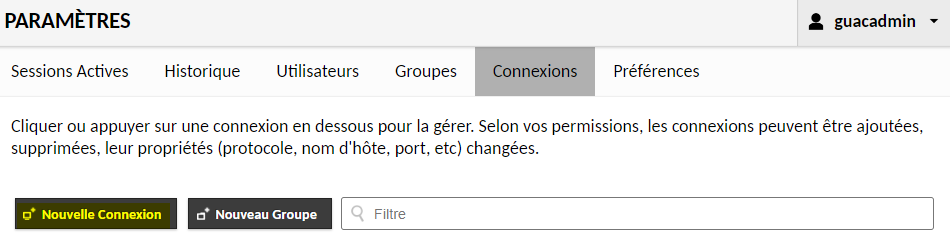 PARAMÈTRES
guacadmin
Sessions Actives Historique Utilisateurs Groupes Connexions Préférences
Cliquer ou appuyer sur une connexion en dessous pour la gérer. Selon vos permissions, les connexions peuvent être ajoutées,
supprimées, leur propriétés (protocole, nom d'hôte, port, etc) changées.
Nouvelle Connexion Nouveau Groupe Filtre